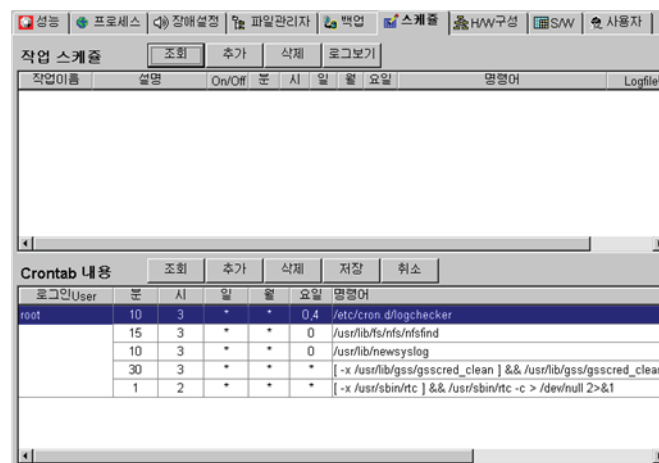 성능 프로세스 장애설정 파일관리자 백업 스케쥴 H/W구성 S/W 사용자
작업 스케쥴 조회 추가 삭제 로그보기
작업이름 설명 On/Off 분 시 일 월 요일 명령어 Logfile
Crontab 내용 조회 추가 삭제 저장 취소
로그인User 분 시 일 월 요일 명령어
root 10 3 * * 0,4 /etc/cron.d/logchecker
15 3 * * 0 /usr/lib/fs/nfs/nfsfind
10 3 * * 0 /usr/lib/newsyslog
30 3 * * * [ -x /usr/lib/gss/gsscred_clean ] && /usr/lib/gss/gsscred_clean
1 2 * * * [ -x /usr/sbin/rtc ] && /usr/sbin/rtc -c > /dev/null 2>&1